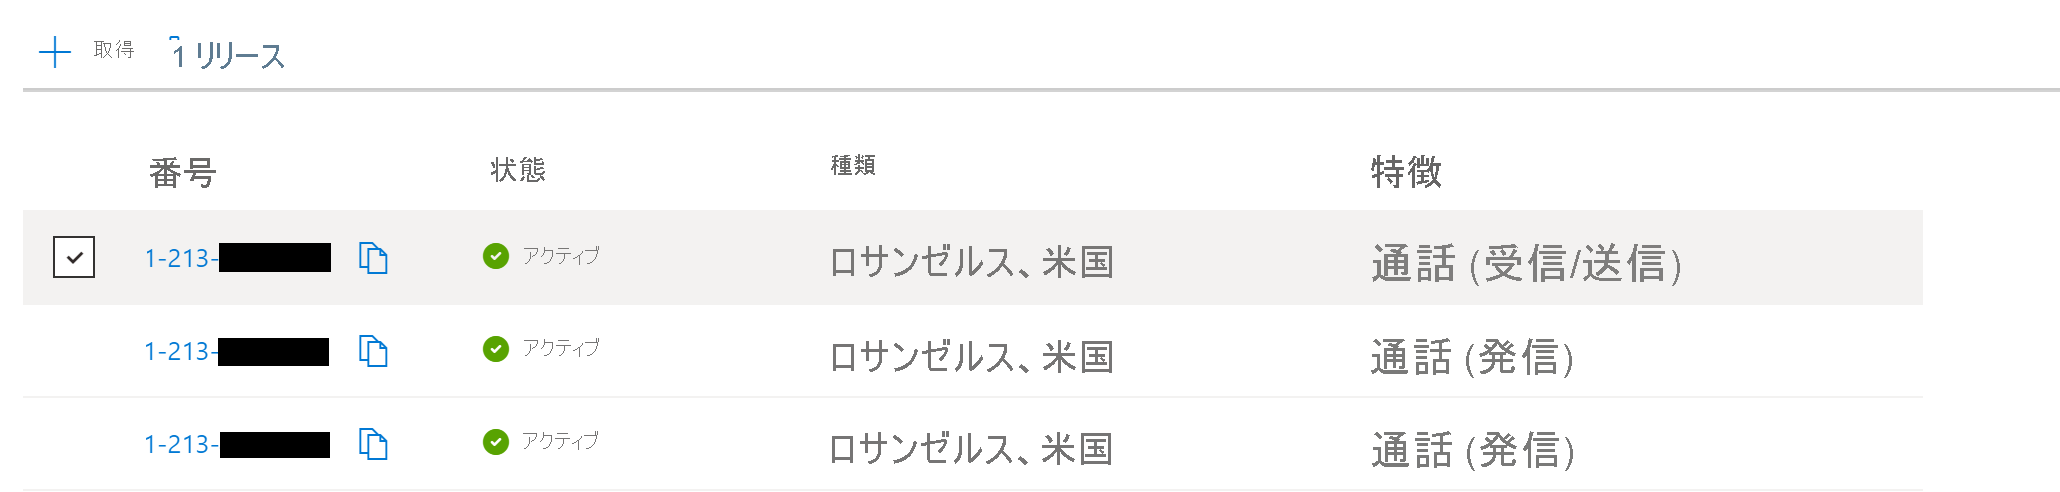 取得 1 リリース
番号 状態 種類 特徴
1-213- アクティブ ロサンゼルス、米国 通話 (受信/送信)
1-213- アクティブ ロサンゼルス、米国 通話 (発信)
1-213- アクティブ ロサンゼルス、米国 通話 (発信)